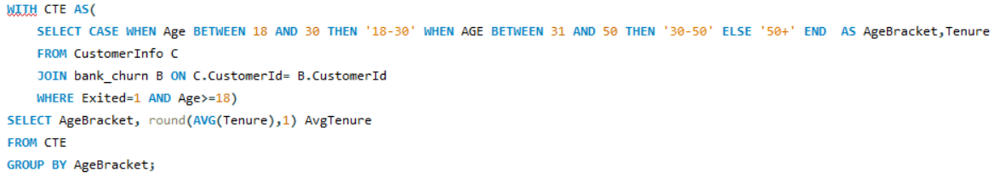 WITH CTE AS(
SELECT CASE WHEN Age BETWEEN 18 AND 30 THEN '18-30' WHEN AGE BETWEEN 31 AND 50 THEN '30-50' ELSE '50+' END  AS AgeBracket,Tenure
FROM CustomerInfo C
JOIN bank_churn B ON C.CustomerId= B.CustomerId
WHERE Exited=1 AND Age>=18)
SELECT AgeBracket, round(AVG(Tenure),1) AvgTenure
FROM CTE
GROUP BY AgeBracket;